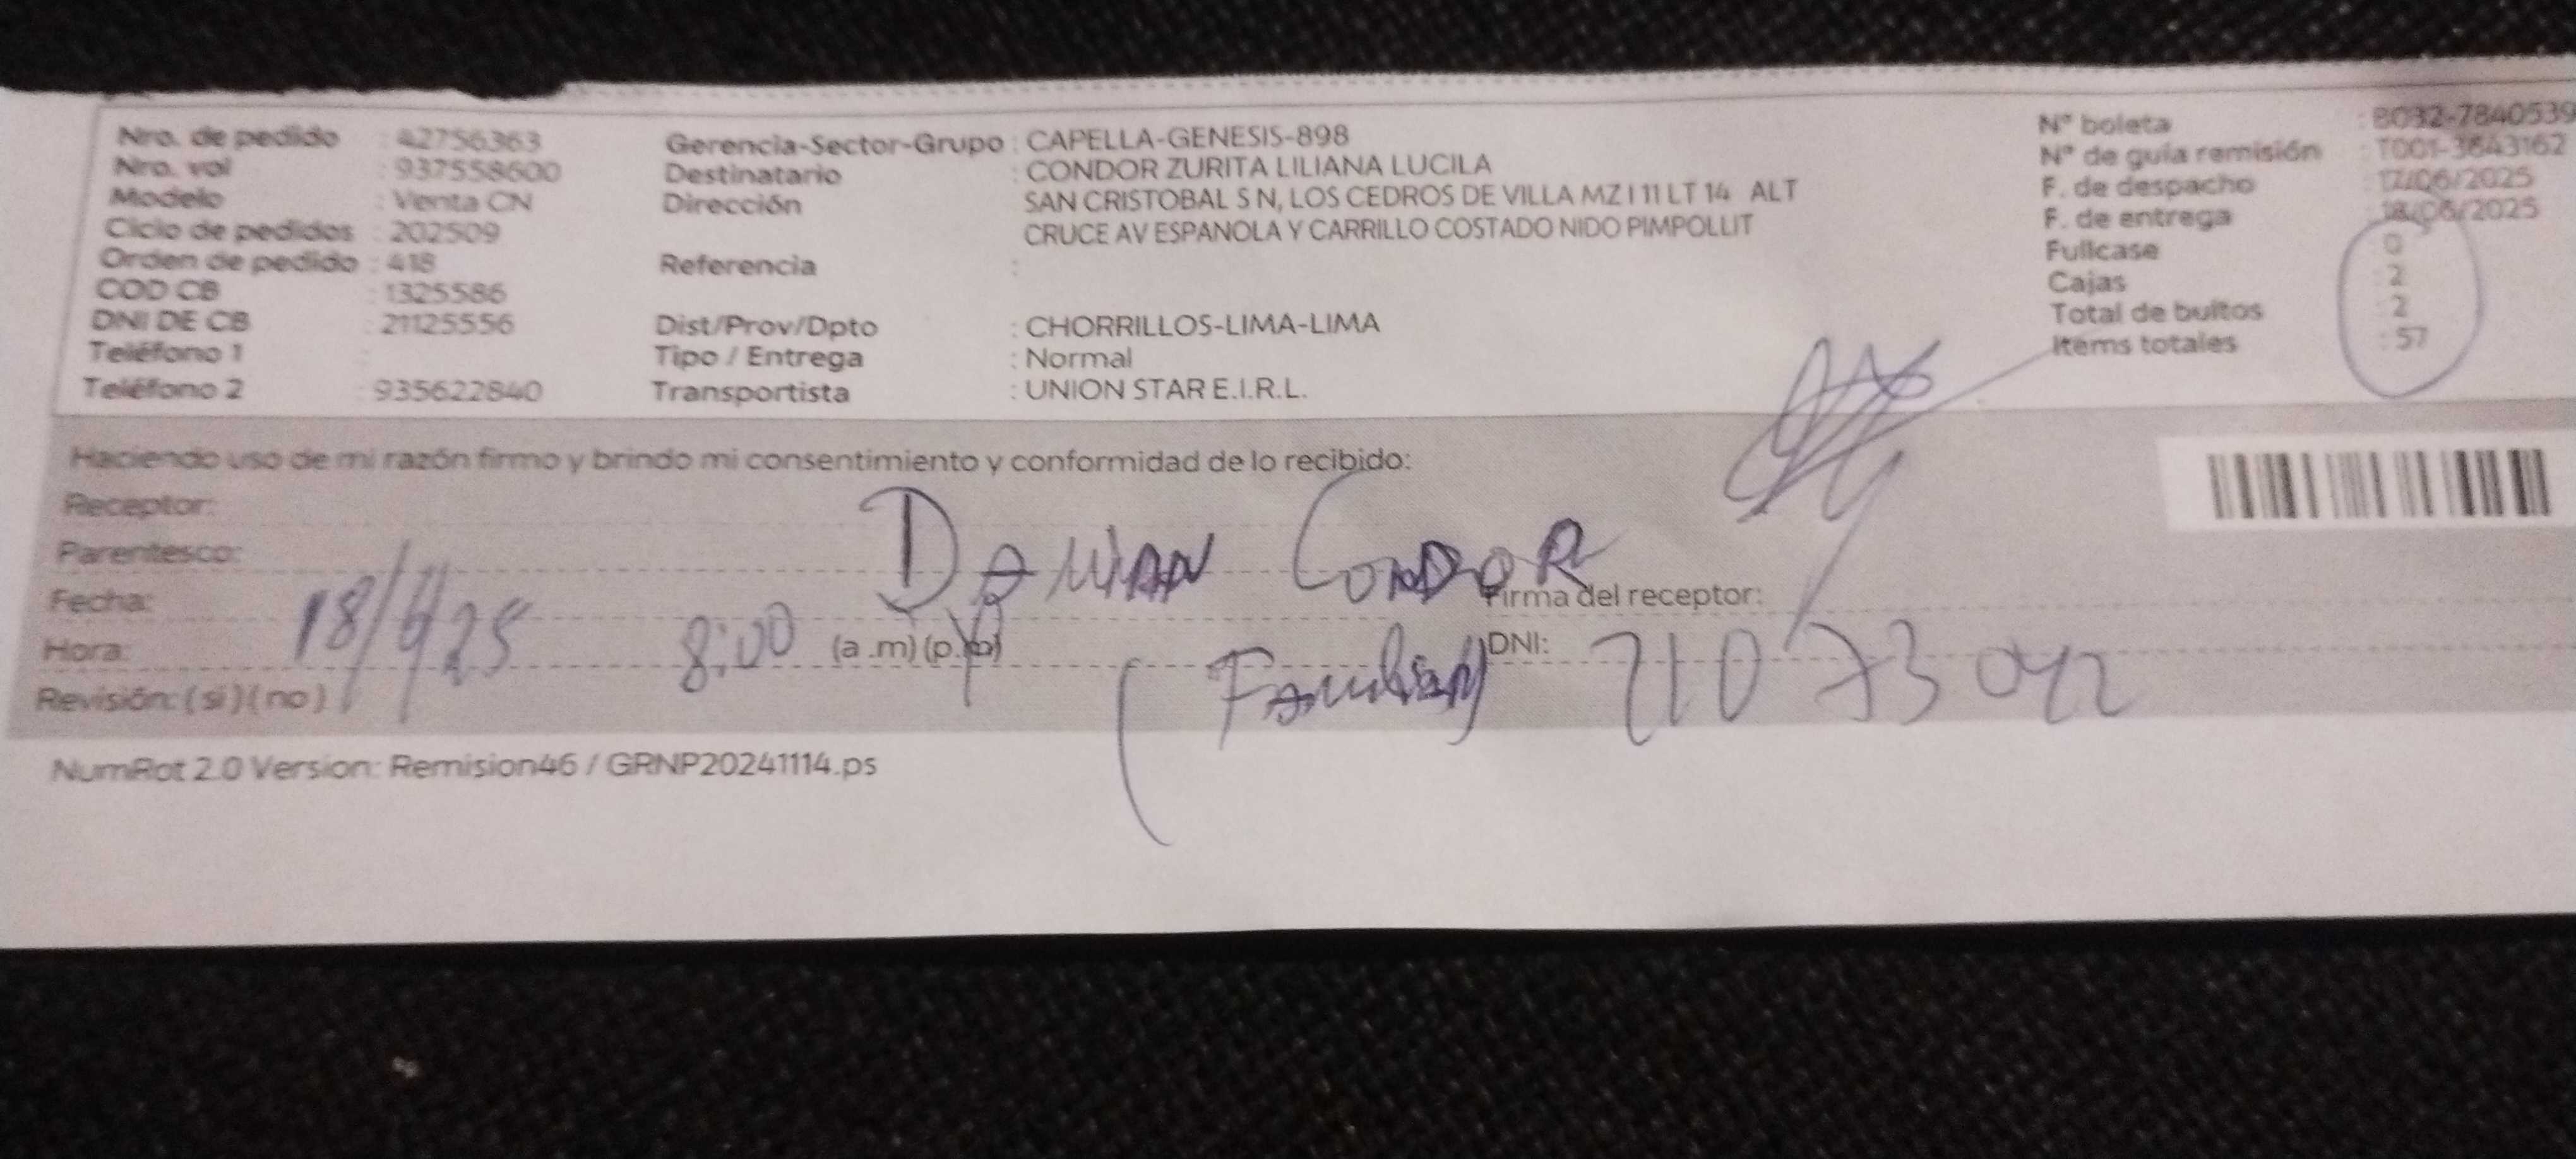 Nro. de pedido : 42756363
Nro. vol : 937558600
Modelo : Venta CN
Ciclo de pedidos : 202509
Orden de pedido : 418
COD CB : 1325586
DNI DE CB : 21125556
Teléfono 1 :
Teléfono 2 : 935622840
Gerencia-Sector-Grupo : CAPELLA-GENESIS-898
Destinatario : CONDOR ZURITA LILIANA LUCILA
Dirección SAN CRISTOBAL S N, LOS CEDROS DE VILLA MZ I 11 LT 14 ALT
CRUCE AV ESPANOLA Y CARRILLO COSTADO NIDO PIMPOLLIT
Referencia :
Dist/Prov/Dpto : CHORRILLOS-LIMA-LIMA
Tipo / Entrega : Normal
Transportista : UNION STAR E.I.R.L.
N° boleta : B032-7840539
N° de guía remisión : T001-3643162
F. de despacho : 17/06/2025
F. de entrega : 18/06/2025
Fullcase 0
Cajas : 2
Total de bultos : 2
Items totales : 57
Haciendo uso de mi razón firmo y brindo mi consentimiento y conformidad de lo recibido:
Receptor:
Damian Condor
Parentesco:
Fecha: 18/6/25
Firma del receptor:
Hora: 8:00 (a.m) (p.m)
(Familiar) DNI: 21073042
Revisión: (si) (no)
NumRot 2.0 Version: Remision46 / GRNP20241114.ps